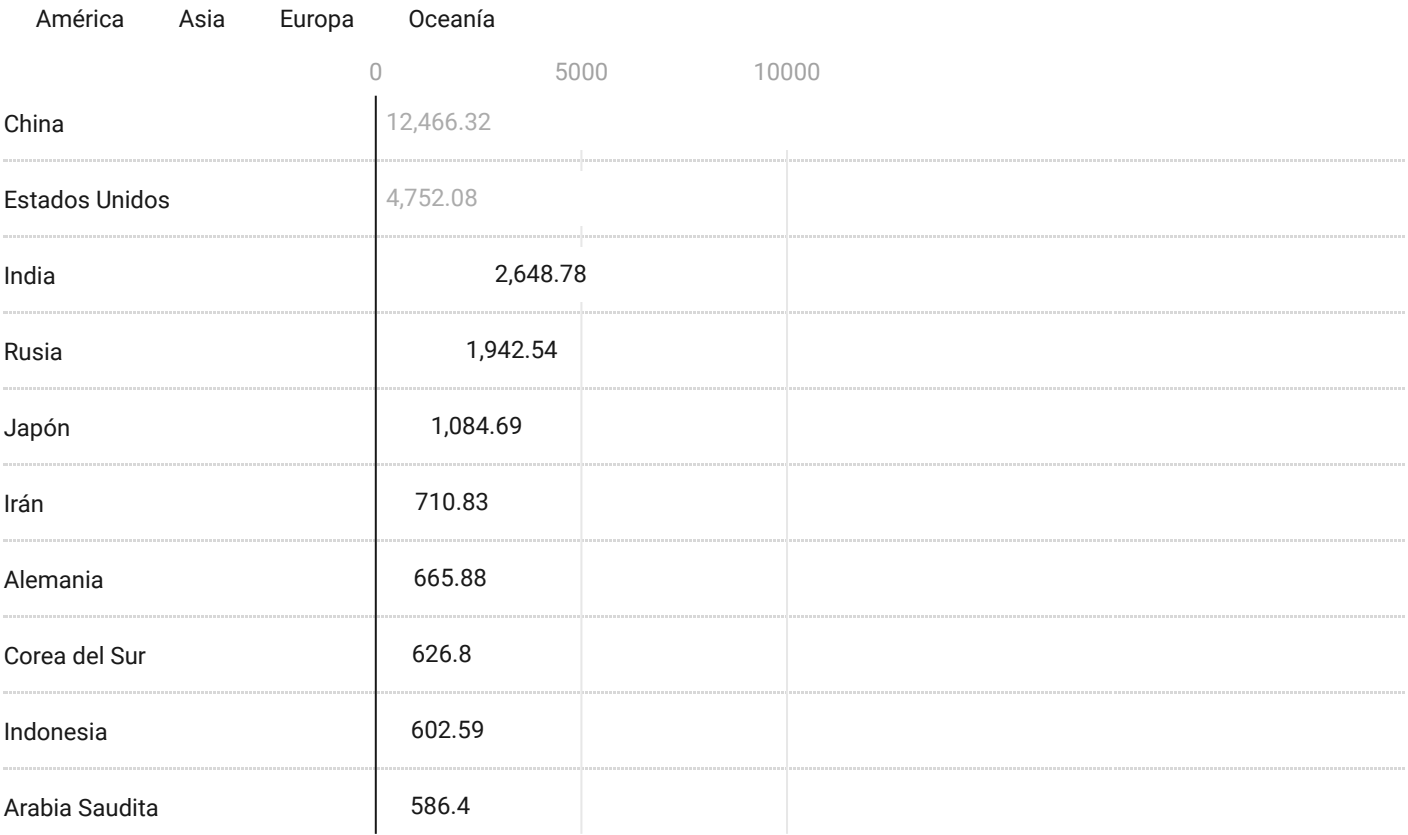 América Asia Europa Oceanía
0 5000 10000
China 12,466.32
Estados Unidos 4,752.08
India 2,648.78
Rusia 1,942.54
Japón 1,084.69
Irán 710.83
Alemania 665.88
Corea del Sur 626.8
Indonesia 602.59
Arabia Saudita 586.4